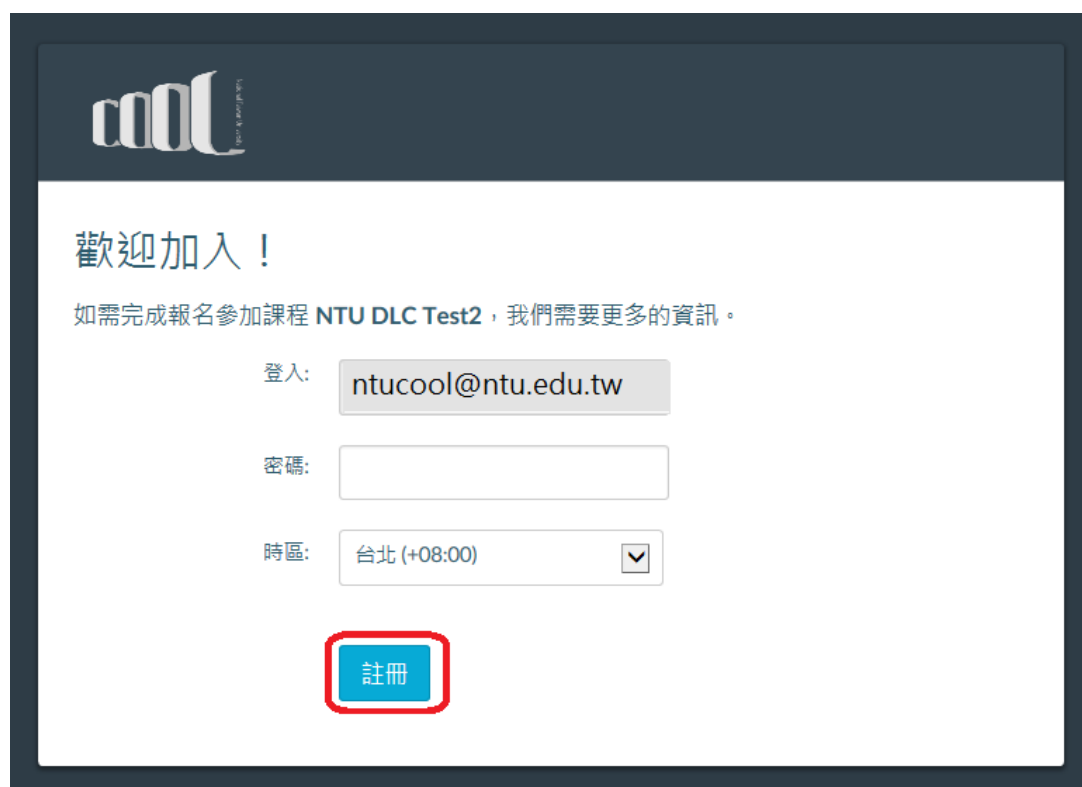 cool
歡迎加入！
如需完成報名參加課程 NTU DLC Test2，我們需要更多的資訊。
登入: ntucool@ntu.edu.tw
密碼:
時區: 台北 (+08:00)
註冊